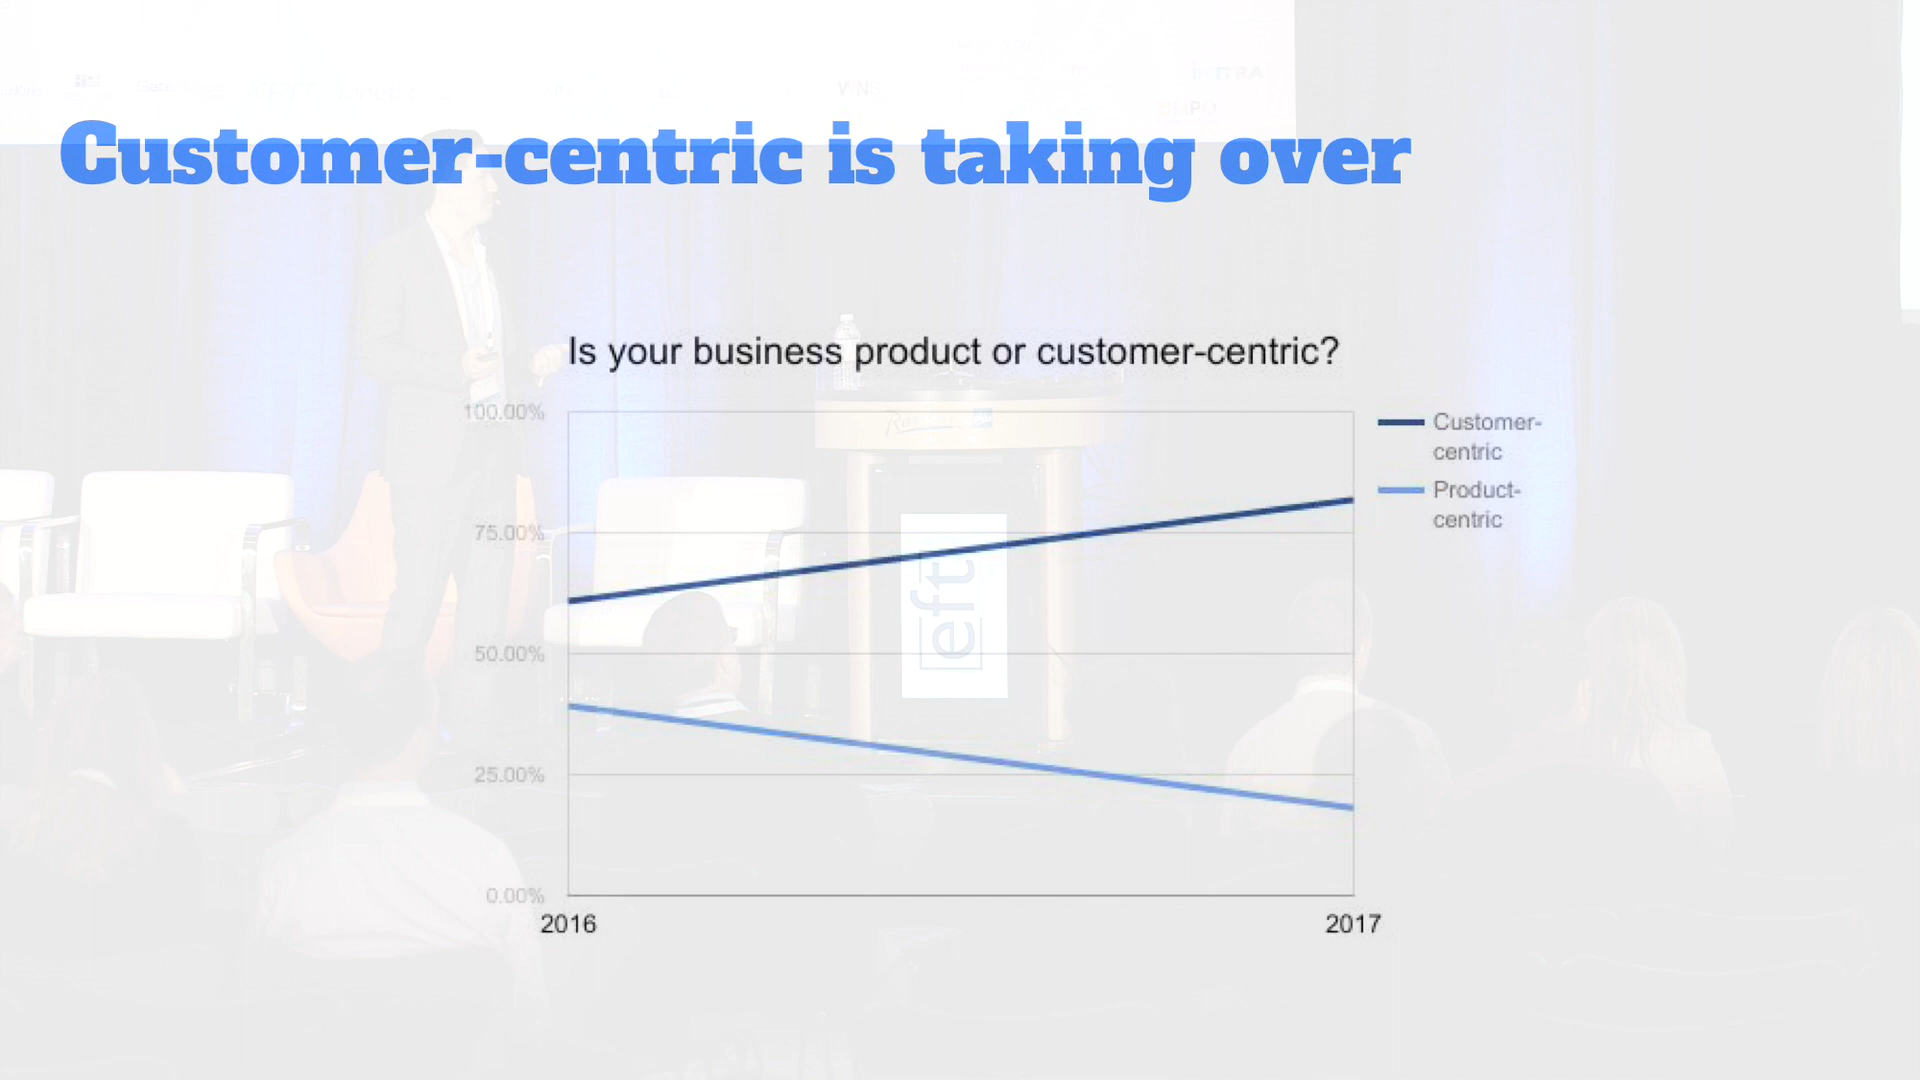 Customer-centric is taking over
Is your business product or customer-centric?
100.00%
75.00%
50.00%
25.00%
0.00%
2016
2017
Customer-
centric
Product-
centric
eft